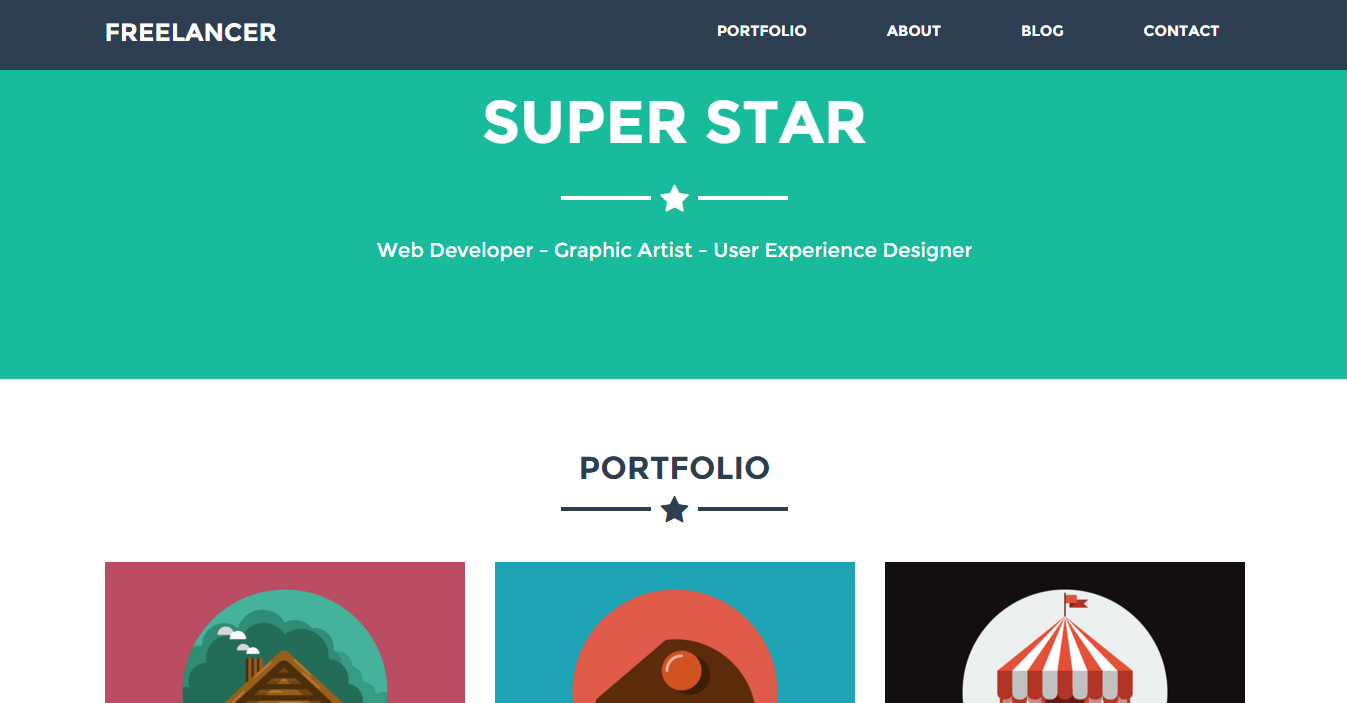 FREELANCER
PORTFOLIO ABOUT BLOG CONTACT
SUPER STAR
Web Developer - Graphic Artist - User Experience Designer
PORTFOLIO